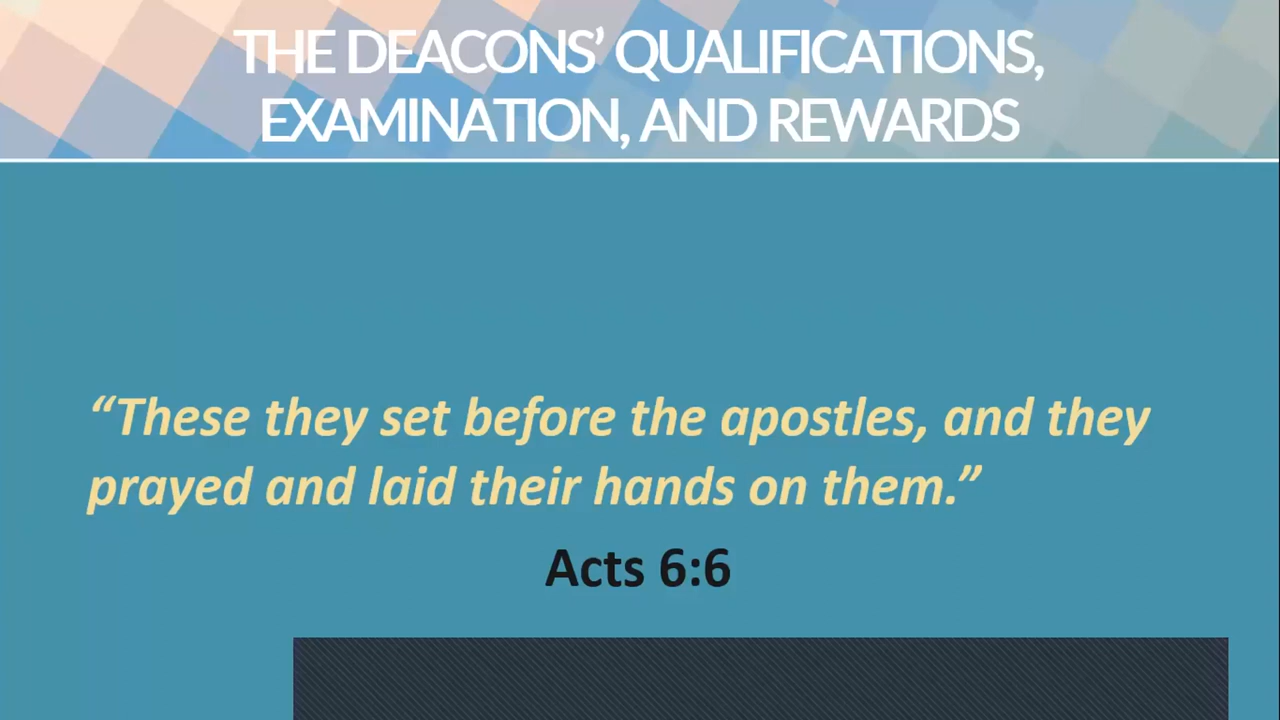 THE DEACONS’ QUALIFICATIONS,
EXAMINATION, AND REWARDS
“These they set before the apostles, and they
prayed and laid their hands on them.”
Acts 6:6